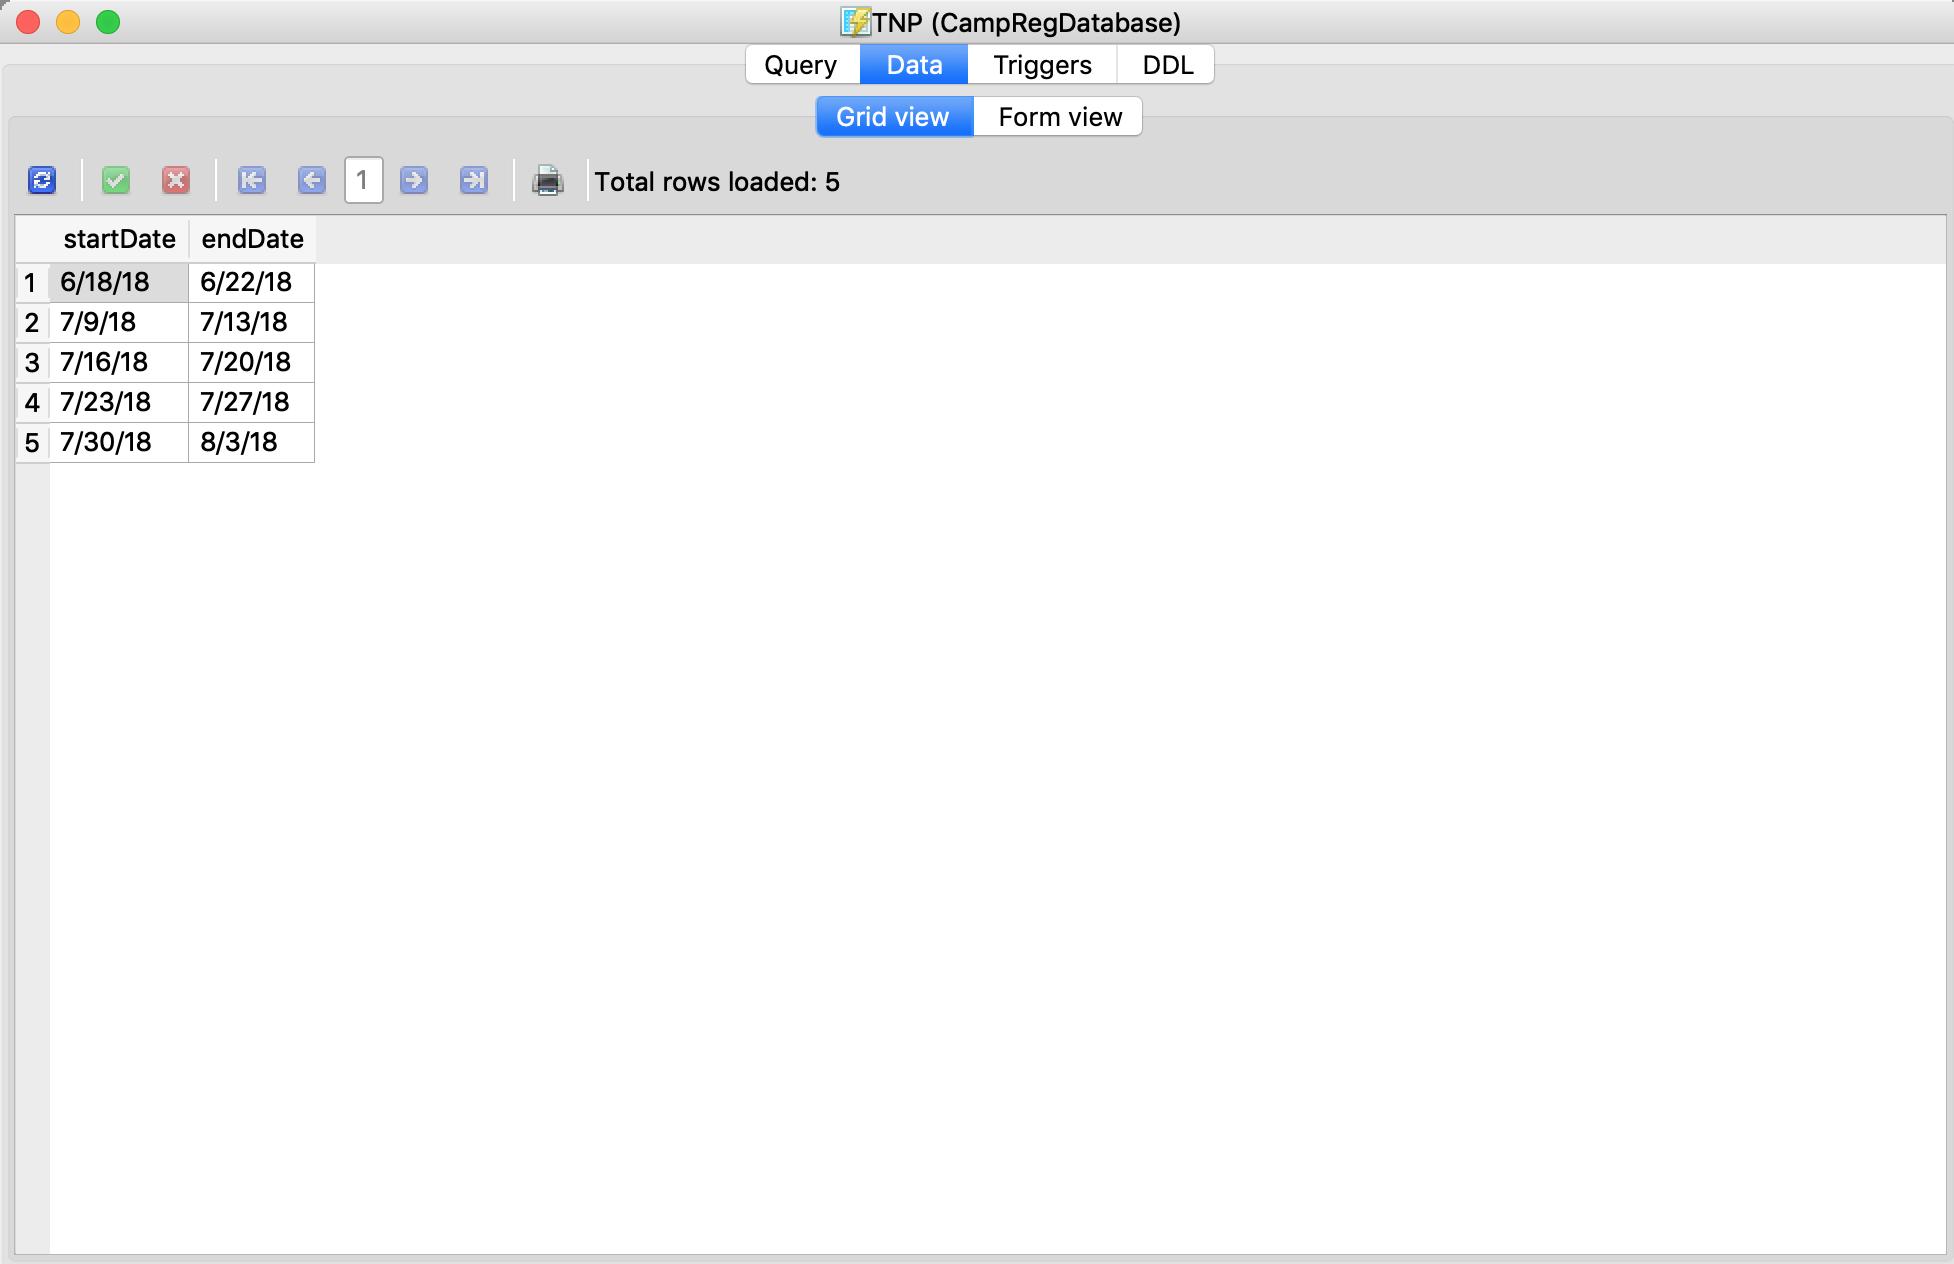 TNP (CampRegDatabase)
Query Data Triggers DDL
Grid view Form view
1 Total rows loaded: 5
startDate endDate
1 6/18/18 6/22/18
2 7/9/18 7/13/18
3 7/16/18 7/20/18
4 7/23/18 7/27/18
5 7/30/18 8/3/18